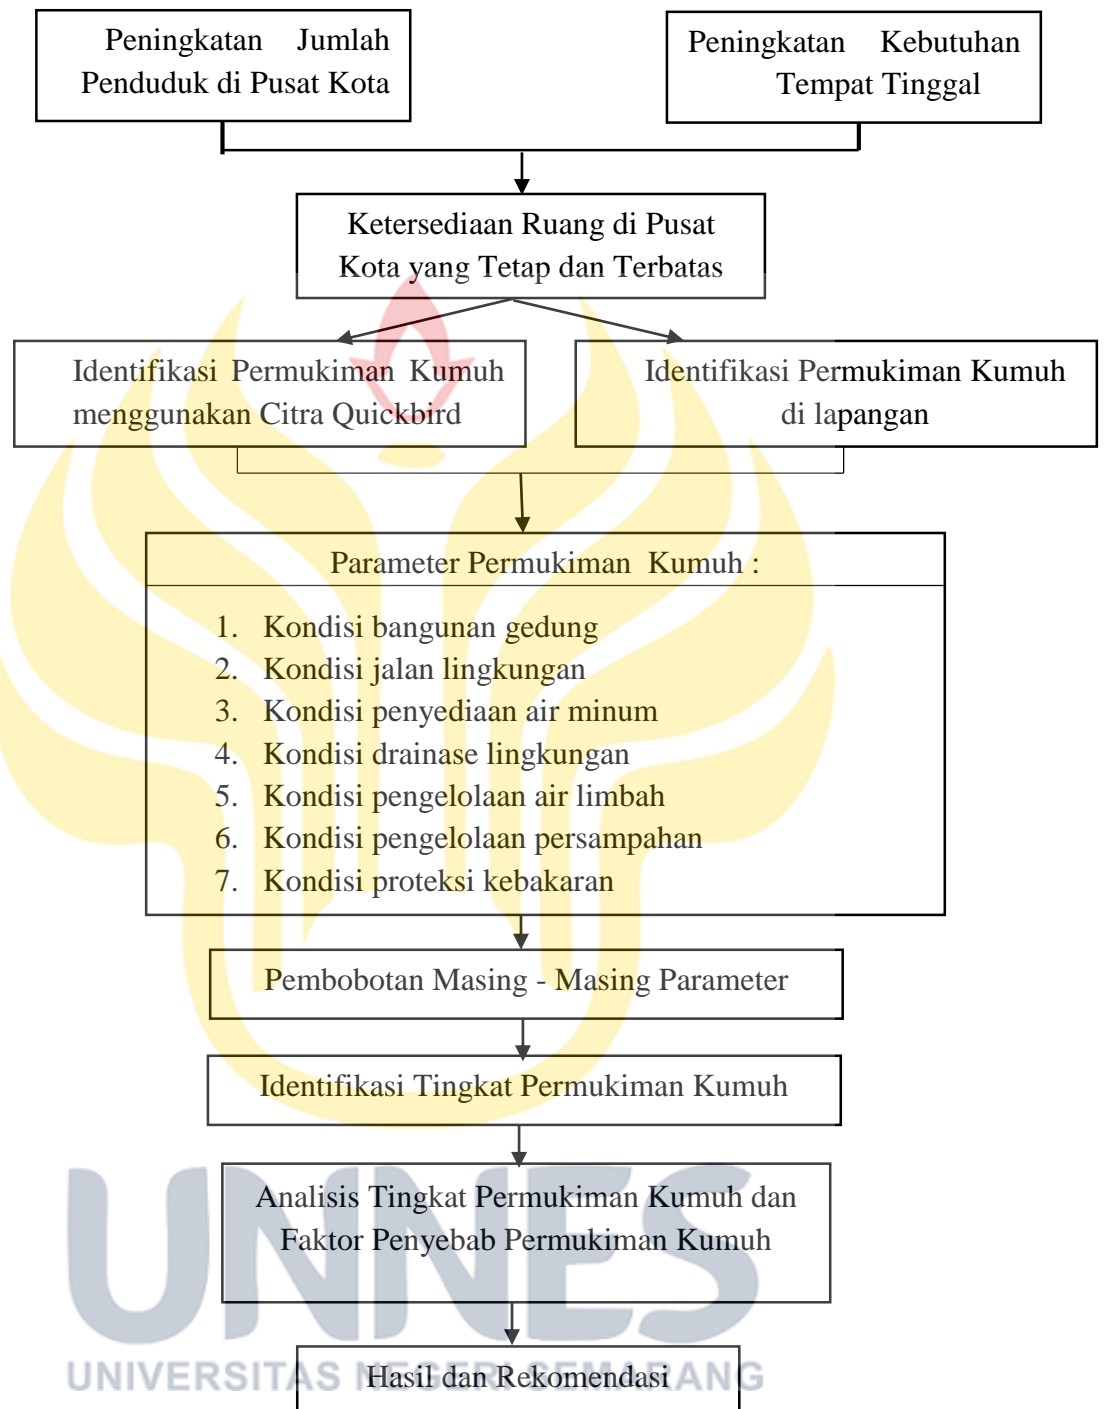 Peningkatan Jumlah
Penduduk di Pusat Kota
Peningkatan Kebutuhan
Tempat Tinggal
Ketersediaan Ruang di Pusat
Kota yang Tetap dan Terbatas
Identifikasi Permukiman Kumuh
menggunakan Citra Quickbird
Identifikasi Permukiman Kumuh
di lapangan
Parameter Permukiman Kumuh :
1. Kondisi bangunan gedung
2. Kondisi jalan lingkungan
3. Kondisi penyediaan air minum
4. Kondisi drainase lingkungan
5. Kondisi pengelolaan air limbah
6. Kondisi pengelolaan persampahan
7. Kondisi proteksi kebakaran
Pembobotan Masing - Masing Parameter
Identifikasi Tingkat Permukiman Kumuh
Analisis Tingkat Permukiman Kumuh dan
Faktor Penyebab Permukiman Kumuh
Hasil dan Rekomendasi
UNNES
UNIVERSITAS NEGERI SEMARANG